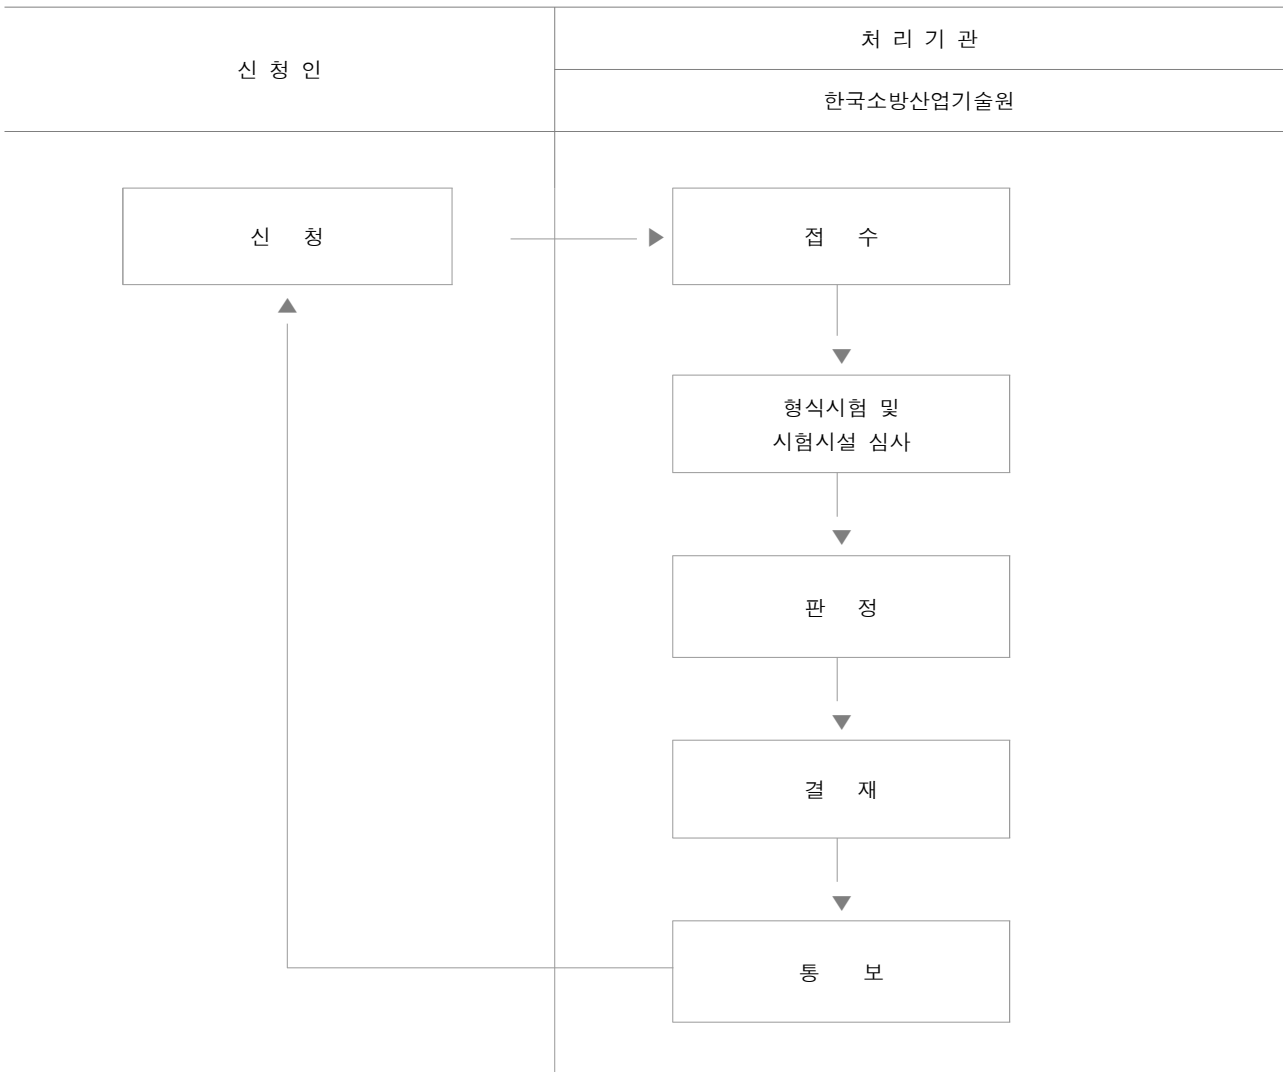 신 청 인
처 리 기 관
한국소방산업기술원
신 청
접 수
형식시험 및
시험시설 심사
판 정
결 재
통 보